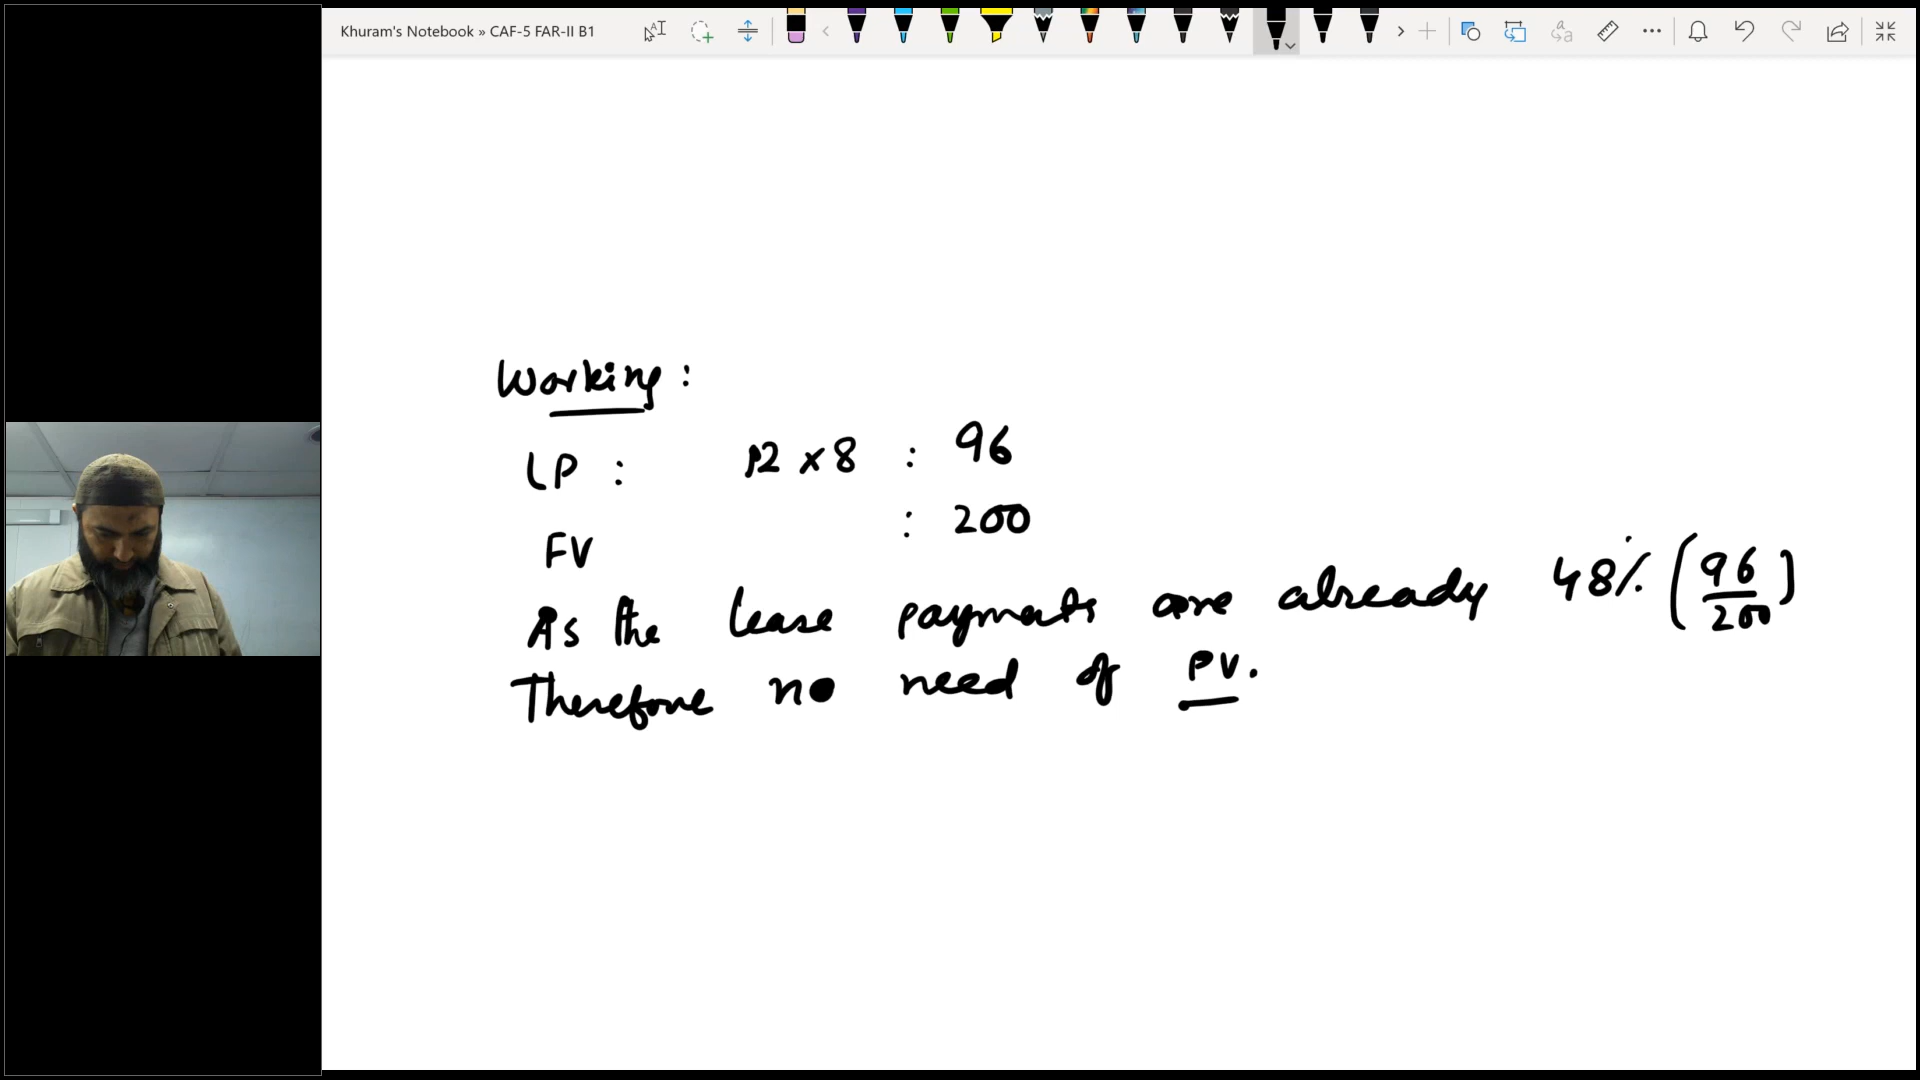 Khuram's Notebook » CAF-5 FAR-II B1
Working:
LP : 12 x 8 : 96
FV : 200
As the lease payments are already 48% (96/200)
Therefore no need of PV.